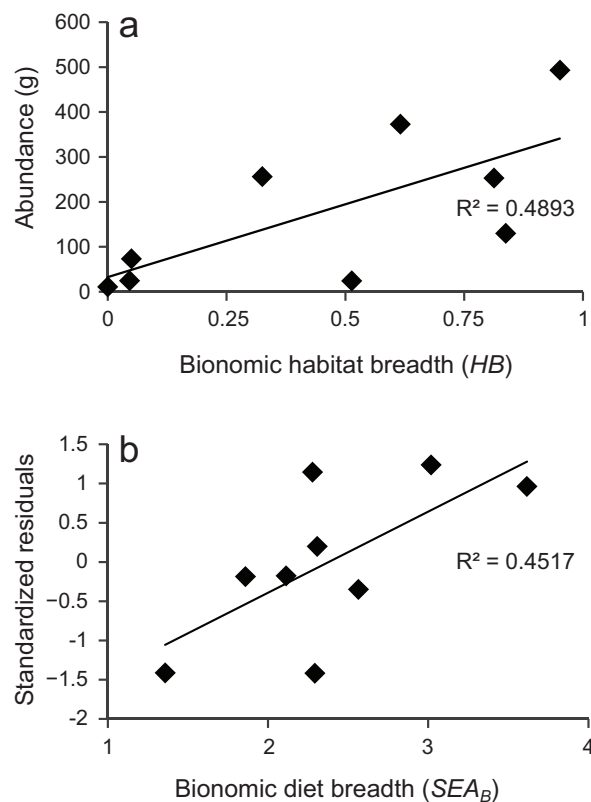 a
Abundance (g)
600
500
400
300
200
100
0
R² = 0.4893
0 0.25 0.5 0.75 1
Bionomic habitat breadth (HB)
b
Standardized residuals
1.5
1
0.5
0
−0.5
-1
−1.5
-2
R² = 0.4517
1 2 3 4
Bionomic diet breadth (SEA_B)